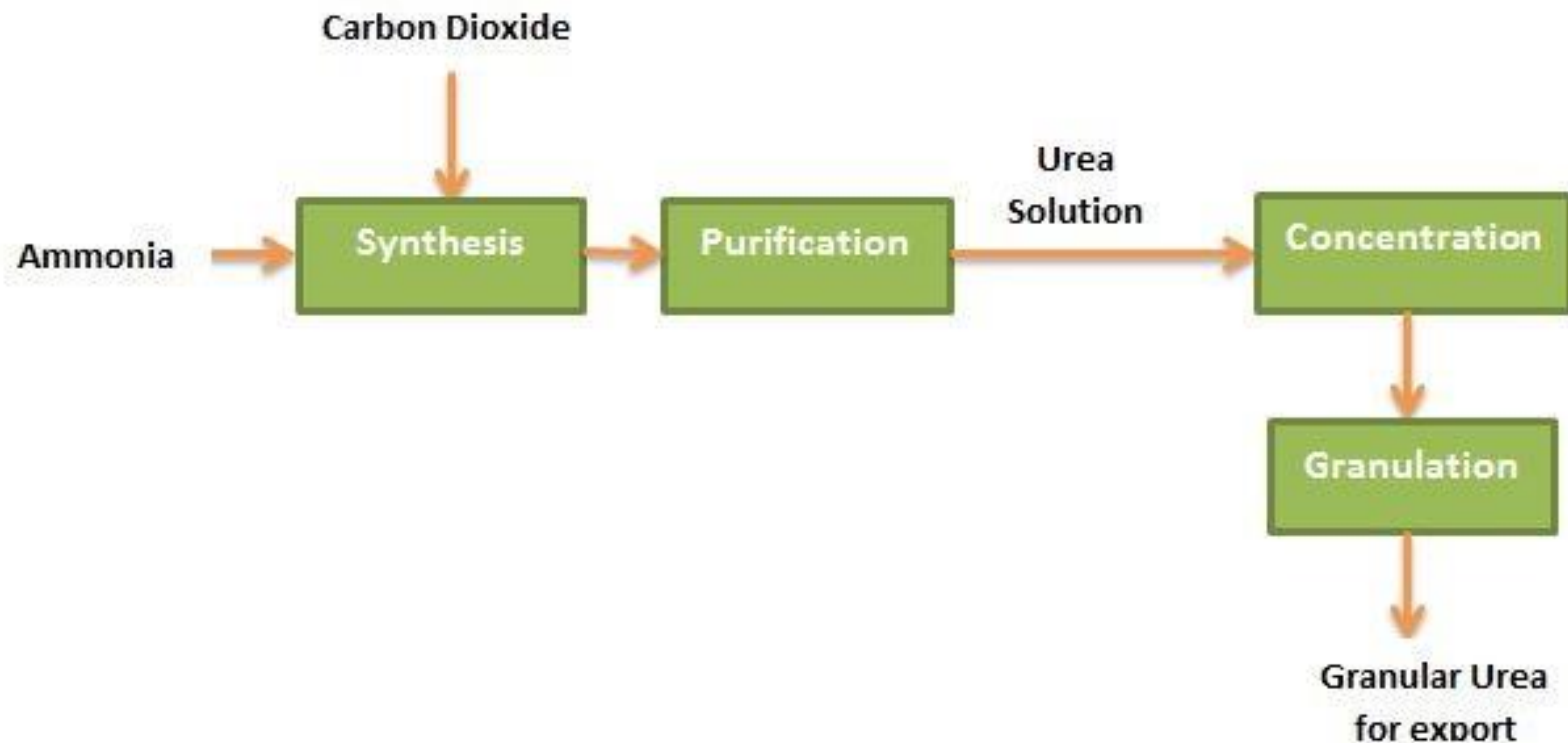 Carbon Dioxide
Ammonia
Synthesis
Purification
Urea
Solution
Concentration
Granulation
Granular Urea
for export